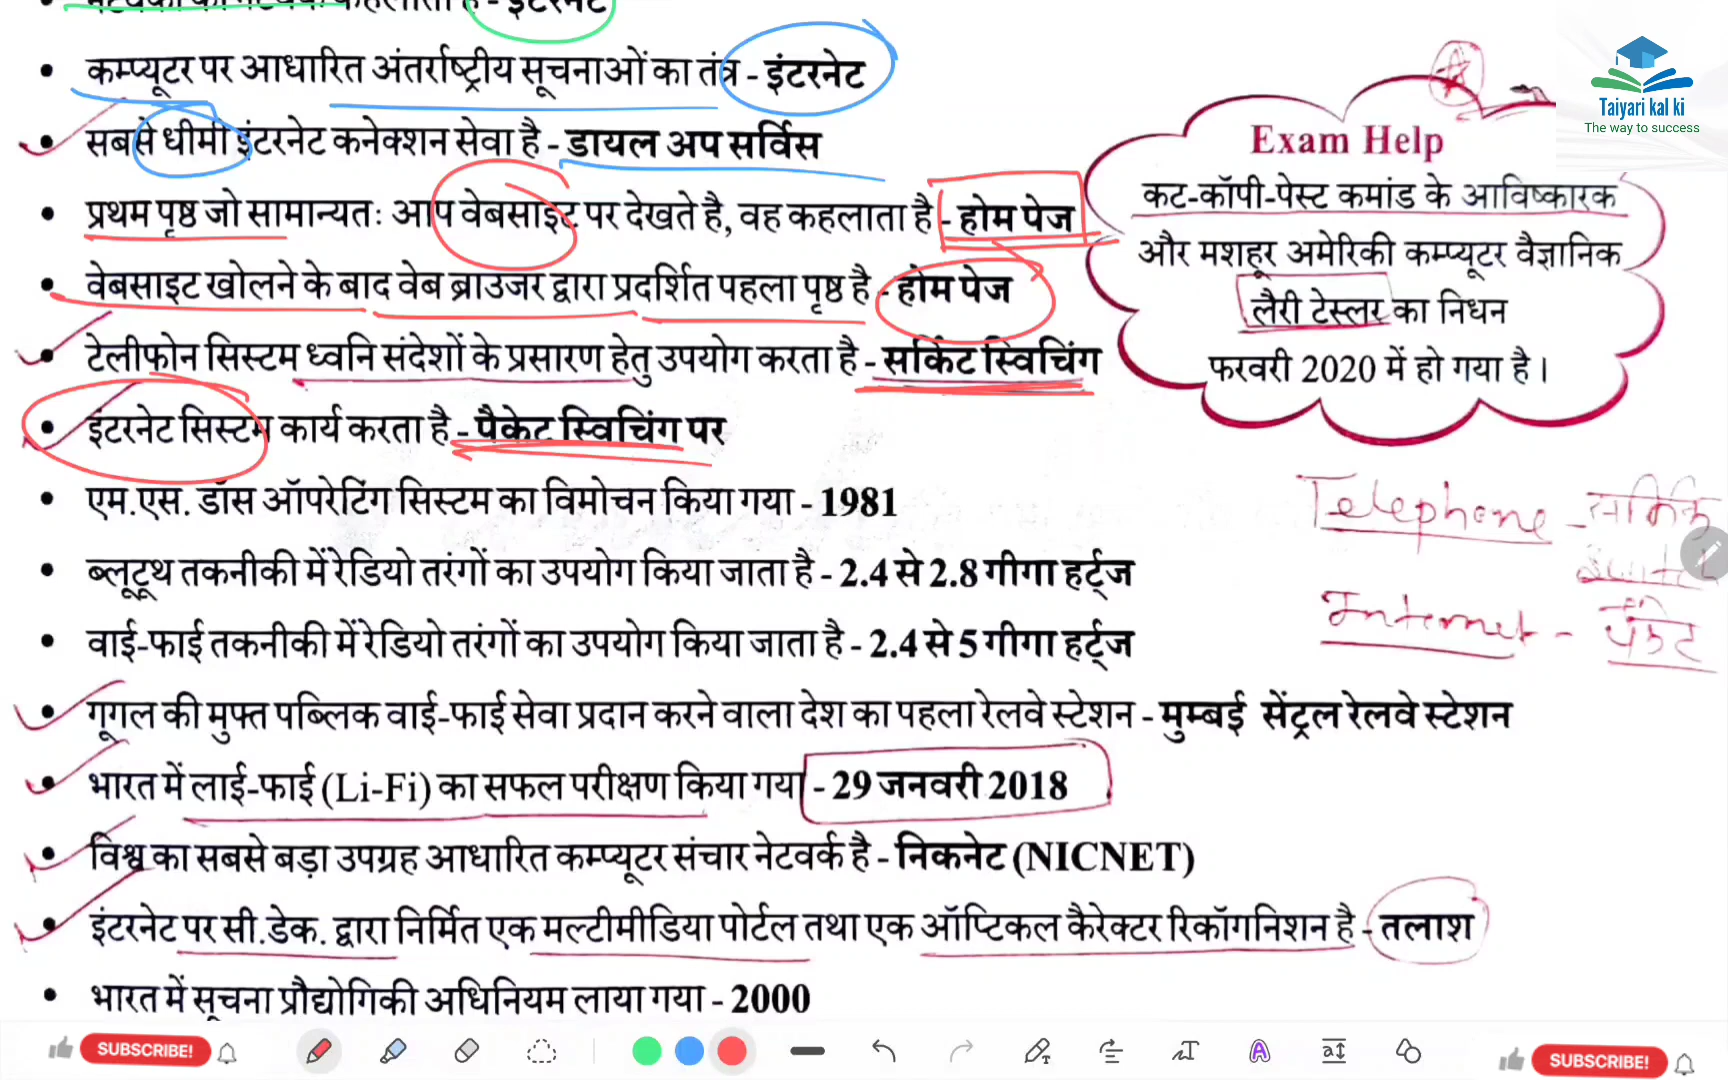 नेटवर्कों का नेटवर्क कहलाता है - इंटरनेट
• कम्प्यूटर पर आधारित अंतर्राष्ट्रीय सूचनाओं का तंत्र - इंटरनेट
• सबसे धीमी इंटरनेट कनेक्शन सेवा है - डायल अप सर्विस
• प्रथम पृष्ठ जो सामान्यतः आप वेबसाइट पर देखते है, वह कहलाता है - होम पेज
• वेबसाइट खोलने के बाद वेब ब्राउजर द्वारा प्रदर्शित पहला पृष्ठ है - होम पेज
• टेलीफोन सिस्टम ध्वनि संदेशों के प्रसारण हेतु उपयोग करता है - सर्किट स्विचिंग
• इंटरनेट सिस्टम कार्य करता है - पैकेट स्विचिंग पर
• एम.एस. डॉस ऑपरेटिंग सिस्टम का विमोचन किया गया - 1981
• ब्लूटूथ तकनीकी में रेडियो तरंगों का उपयोग किया जाता है - 2.4 से 2.8 गीगा हर्ट्ज
• वाई-फाई तकनीकी में रेडियो तरंगों का उपयोग किया जाता है - 2.4 से 5 गीगा हर्ट्ज
• गूगल की मुफ्त पब्लिक वाई-फाई सेवा प्रदान करने वाला देश का पहला रेलवे स्टेशन - मुम्बई सेंट्रल रेलवे स्टेशन
• भारत में लाई-फाई (Li-Fi) का सफल परीक्षण किया गया - 29 जनवरी 2018
• विश्व का सबसे बड़ा उपग्रह आधारित कम्प्यूटर संचार नेटवर्क है - निकनेट (NICNET)
• इंटरनेट पर सी.डेक. द्वारा निर्मित एक मल्टीमीडिया पोर्टल तथा एक ऑप्टिकल कैरेक्टर रिकॉगनिशन है - तलाश
• भारत में सूचना प्रौद्योगिकी अधिनियम लाया गया - 2000
Taiyari kal ki
The way to success
Exam Help
कट-कॉपी-पेस्ट कमांड के आविष्कारक
और मशहूर अमेरिकी कम्प्यूटर वैज्ञानिक
लैरी टेस्लर का निधन
फरवरी 2020 में हो गया है।
Telephone -
Internet - पैकेट
SUBSCRIBE!
SUBSCRIBE!